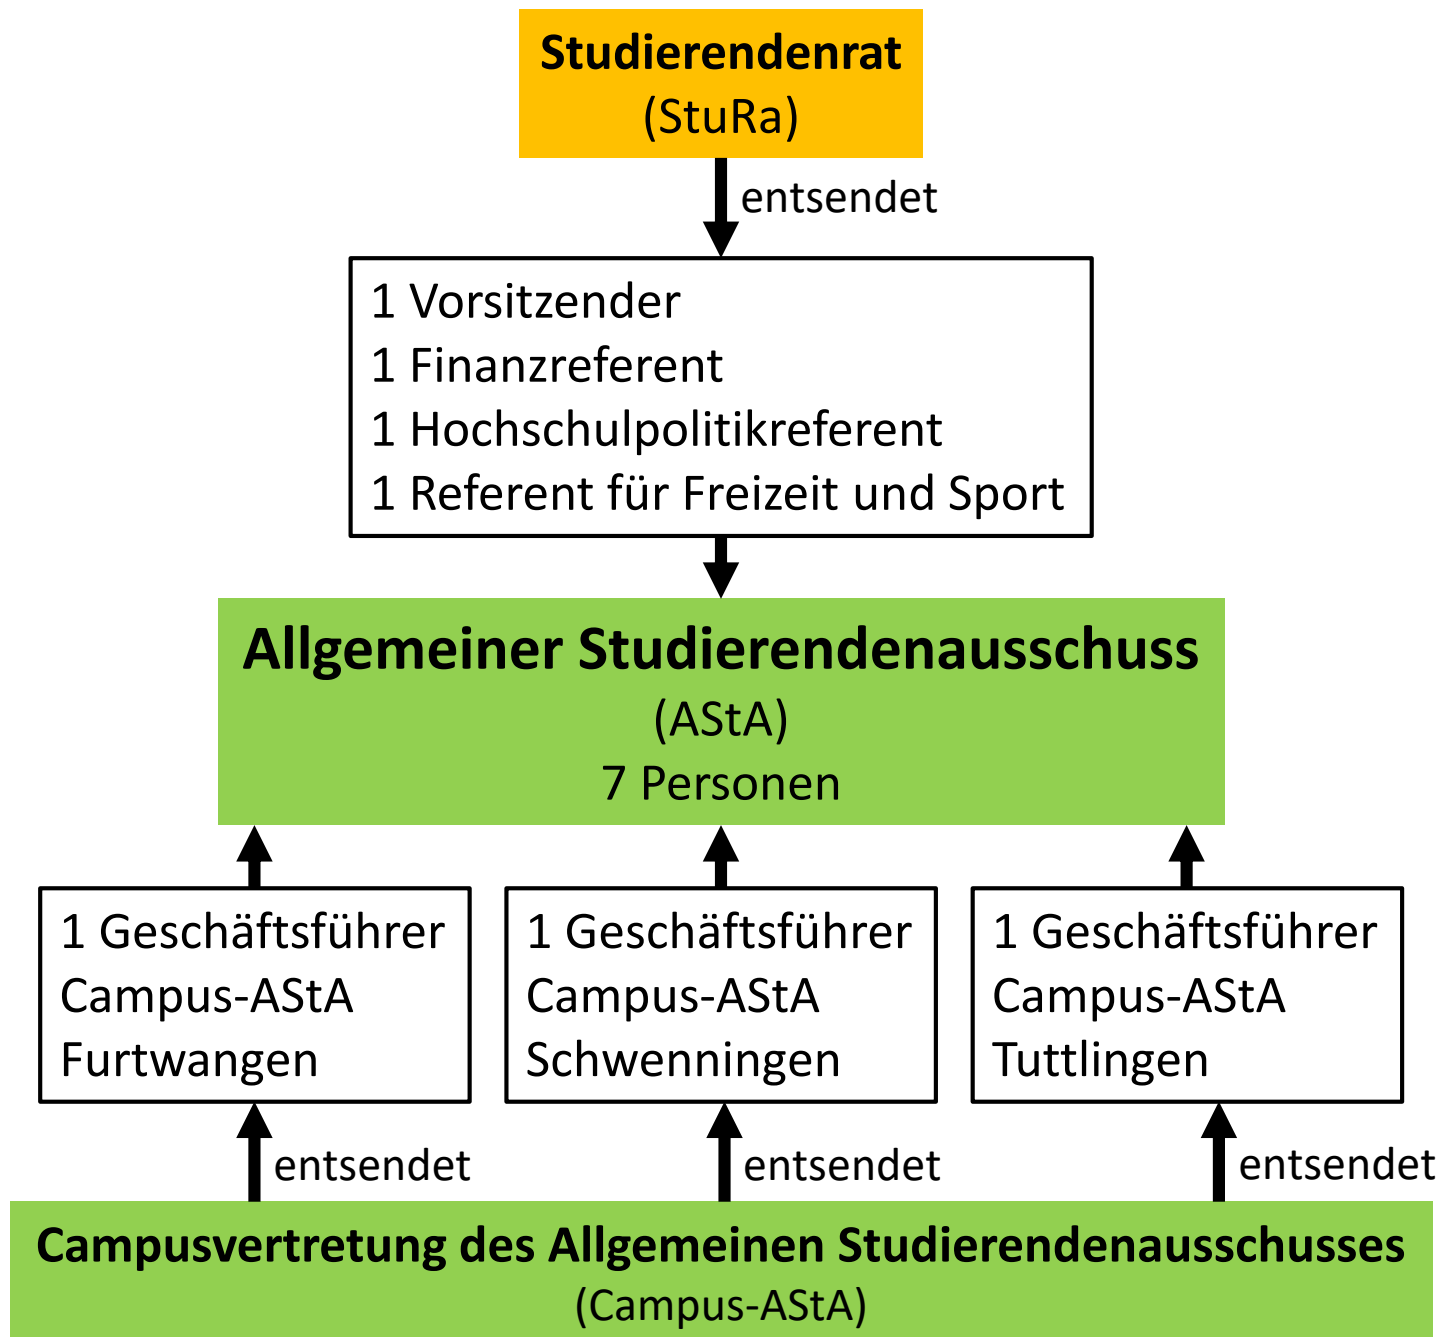 Studierendenrat
(StuRa)
entsendet
1 Vorsitzender
1 Finanzreferent
1 Hochschulpolitikreferent
1 Referent für Freizeit und Sport
Allgemeiner Studierendenausschuss
(AStA)
7 Personen
1 Geschäftsführer
Campus-AStA
Furtwangen
1 Geschäftsführer
Campus-AStA
Schwenningen
1 Geschäftsführer
Campus-AStA
Tuttlingen
entsendet
entsendet
entsendet
Campusvertretung des Allgemeinen Studierendenausschusses
(Campus-AStA)